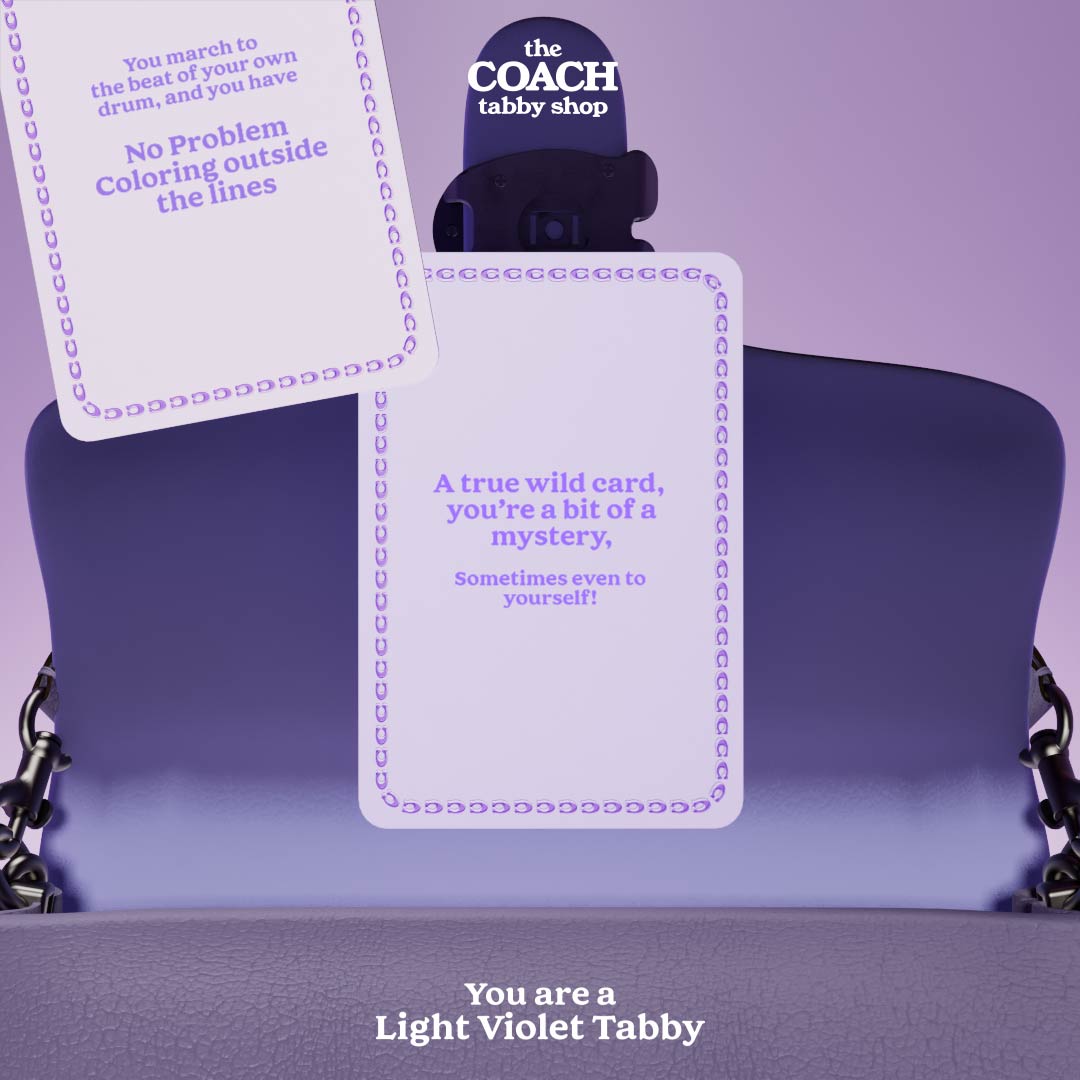 You march to
the beat of your own
drum, and you have
No Problem
Coloring outside
the lines
the
COACH
tabby shop
A true wild card,
you’re a bit of a
mystery,
Sometimes even to
yourself!
You are a
Light Violet Tabby